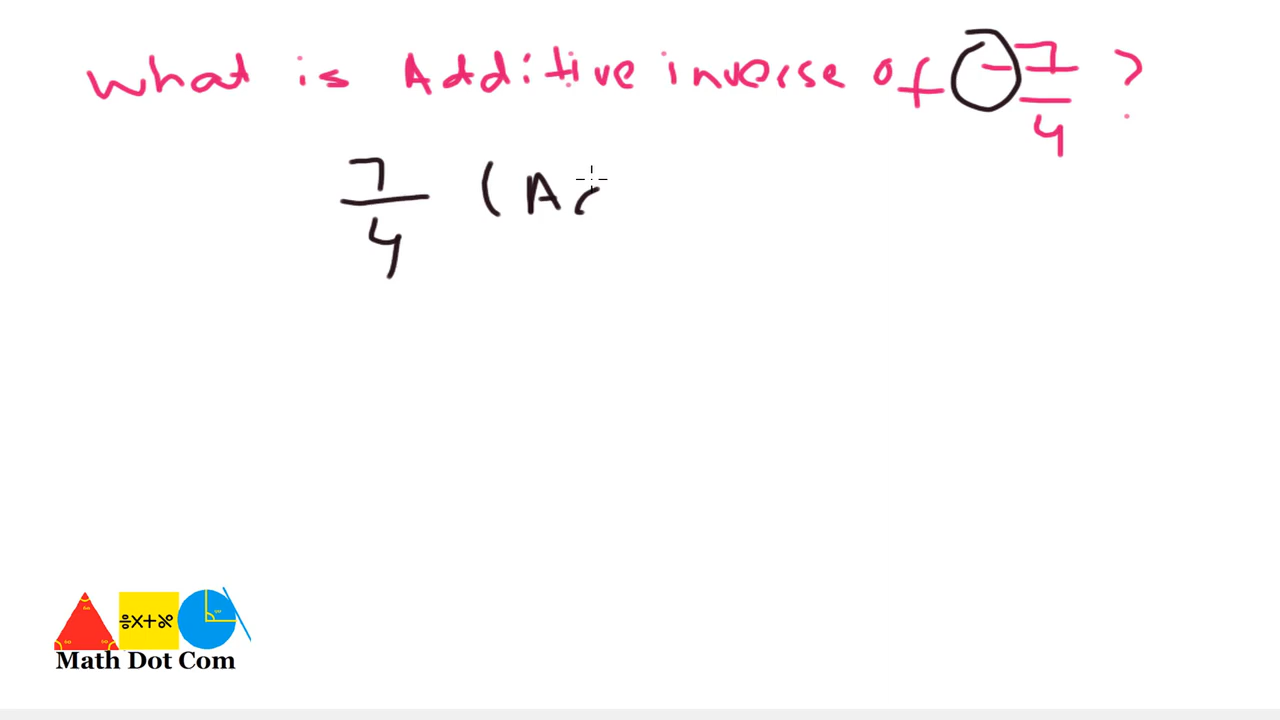 What is Additive inverse of -7/4 ?
7/4 (A
÷x+%
Math Dot Com